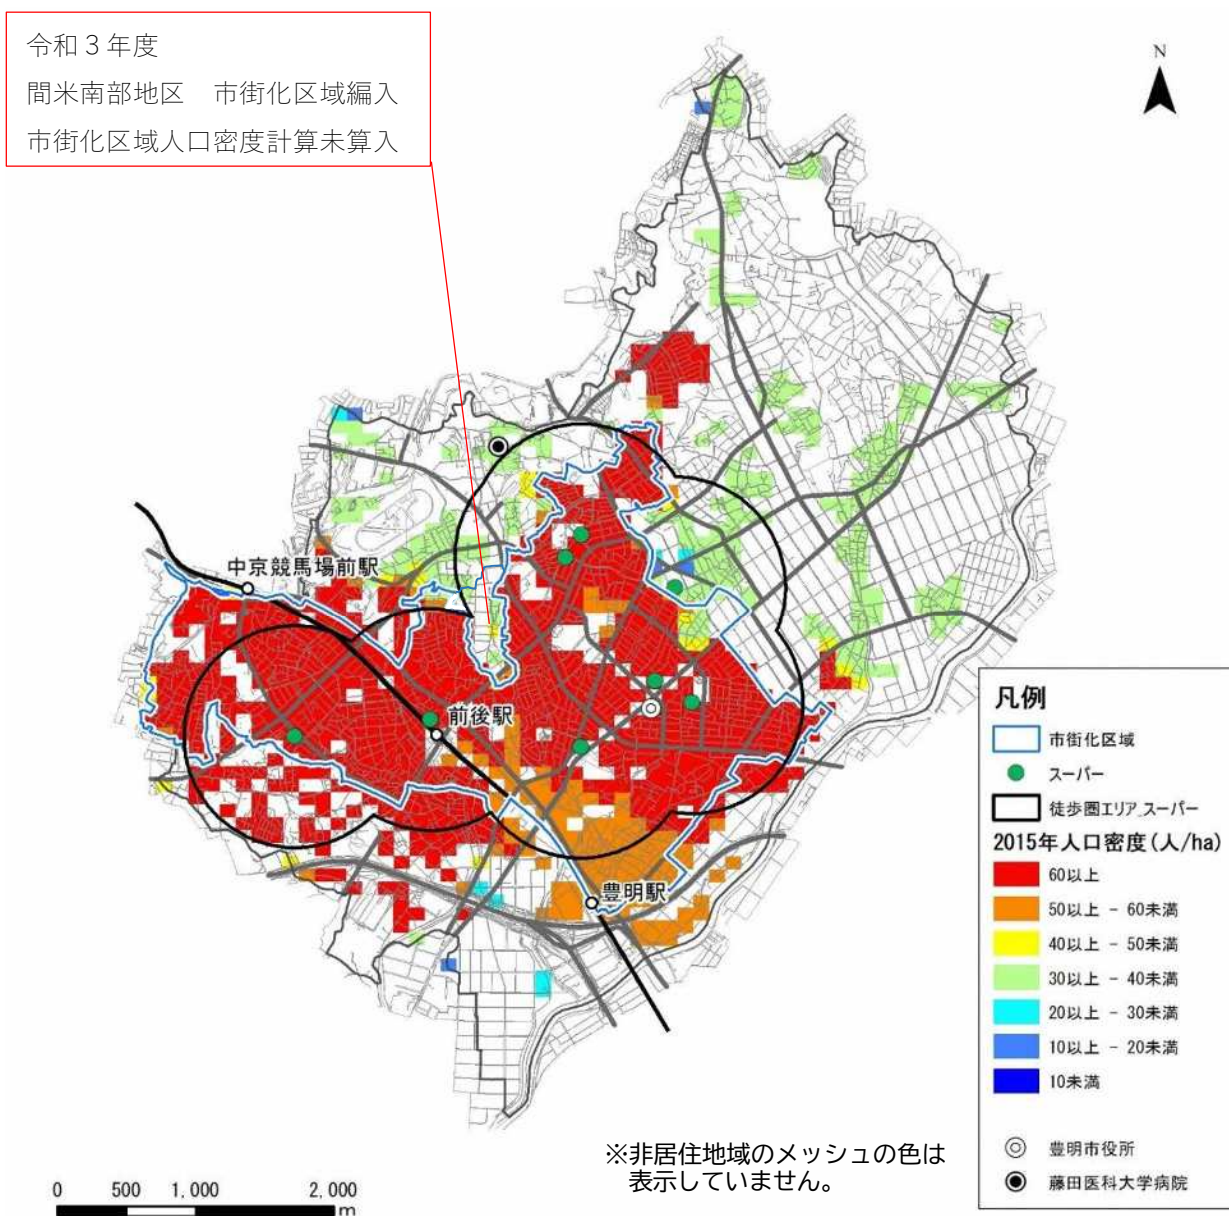 令和３年度
間米南部地区　市街化区域編入
市街化区域人口密度計算未算入
N
中京競馬場前駅
前後駅
豊明駅
凡例
市街化区域
スーパー
徒歩圏エリア_スーパー
2015年人口密度(人/ha)
60以上
50以上 - 60未満
40以上 - 50未満
30以上 - 40未満
20以上 - 30未満
10以上 - 20未満
10未満
豊明市役所
藤田医科大学病院
※非居住地域のメッシュの色は
表示していません。
0 500 1,000 2,000
m